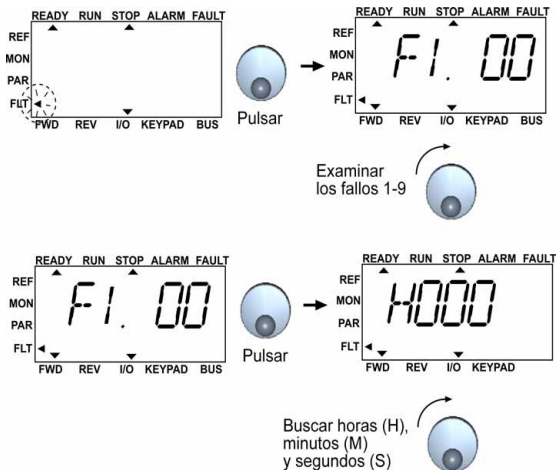 READY RUN STOP ALARM FAULT
REF
MON
PAR
FLT
FWD REV I/O KEYPAD BUS
Pulsar
READY RUN STOP ALARM FAULT
REF
MON
PAR
FLT
F1. 00
FWD REV I/O KEYPAD BUS
Examinar
los fallos 1-9
READY RUN STOP ALARM FAULT
REF
MON
PAR
FLT
F1. 00
FWD REV I/O KEYPAD BUS
Pulsar
READY RUN STOP ALARM FAULT
REF
MON
PAR
FLT
H000
FWD REV I/O KEYPAD
Buscar horas (H),
minutos (M)
y segundos (S)